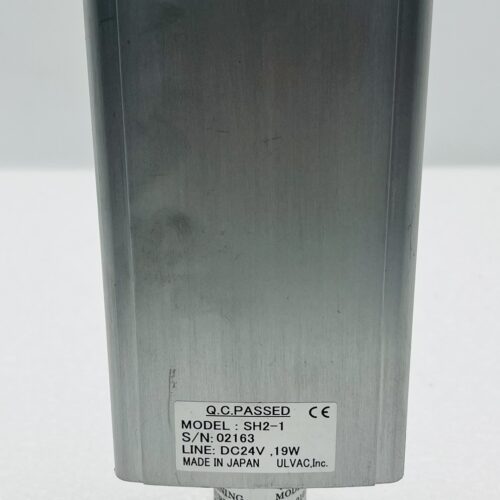 Q.C.PASSED CE
MODEL : SH2-1
S/N: 02163
LINE: DC24V ,19W
MADE IN JAPAN ULVAC,Inc.